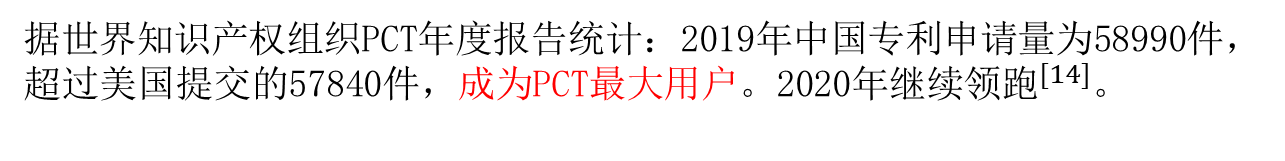 据世界知识产权组织PCT年度报告统计：2019年中国专利申请量为58990件，
超过美国提交的57840件，成为PCT最大用户。2020年继续领跑[14]。